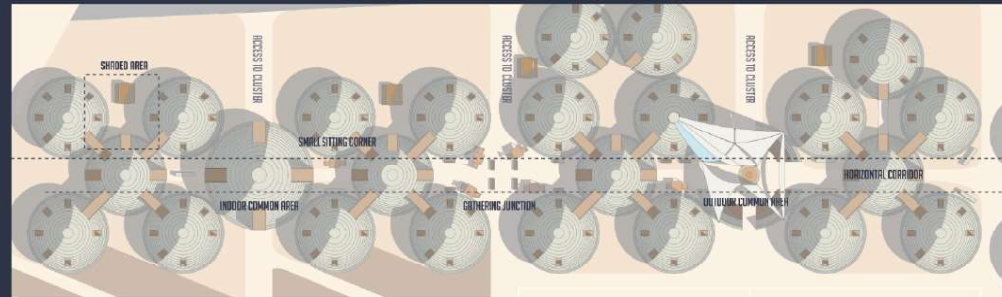 SHADED AREA
ACCESS TO CLUSTER
ACCESS TO CLUSTER
ACCESS TO CLUSTER
SMALL SITTING CORNER
HORIZONTAL CORRIDOR
INDOOR COMMON AREA
GATHERING JUNCTION
OUTDOOR COMMON AREA